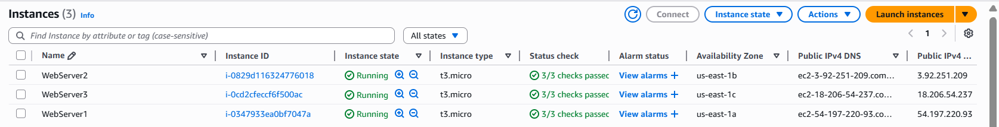 Instances (3) Info Connect Instance state Actions Launch instances
Find Instance by attribute or tag (case-sensitive) All states 1
Name Instance ID Instance state Instance type Status check Alarm status Availability Zone Public IPv4 DNS Public IPv4 ...
WebServer2 i-0829d116324776018 Running t3.micro 3/3 checks passec View alarms + us-east-1b ec2-3-92-251-209.com... 3.92.251.209
WebServer3 i-0cd2cfeccf6f500ac Running t3.micro 3/3 checks passec View alarms + us-east-1c ec2-18-206-54-237.co... 18.206.54.237
WebServer1 i-0347933ea0bf7047a Running t3.micro 3/3 checks passec View alarms + us-east-1a ec2-54-197-220-93.co... 54.197.220.93